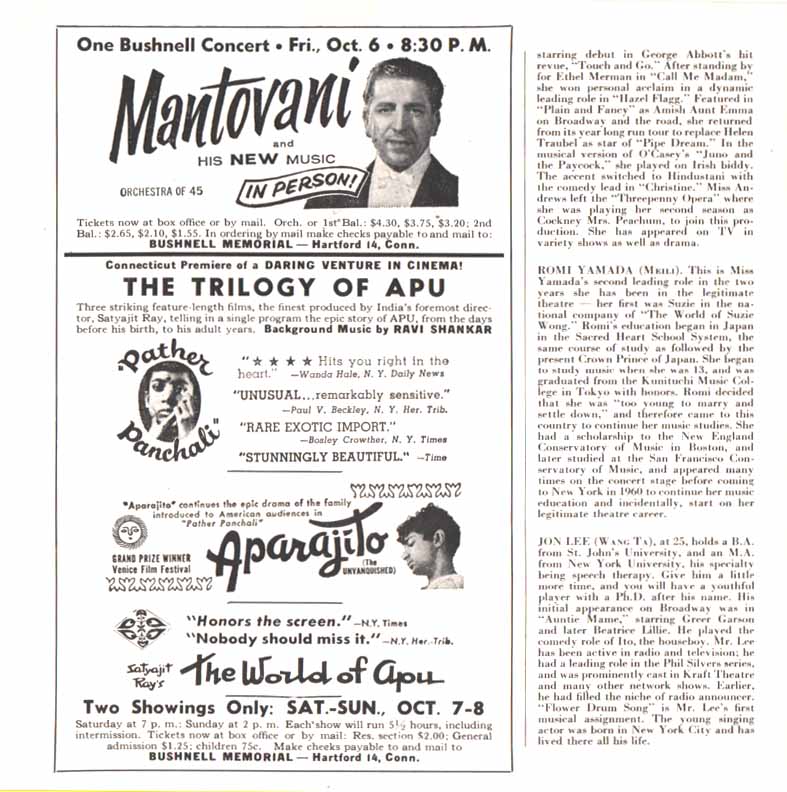 One Bushnell Concert • Fri., Oct. 6 • 8:30 P. M.
Mantovani
and
HIS NEW MUSIC
ORCHESTRA OF 45
IN PERSON!
Tickets now at box office or by mail. Orch. or 1st Bal.: $4.30, $3.75, $3.20; 2nd
Bal.: $2.65, $2.10, $1.55. In ordering by mail make checks payable to and mail to:
BUSHNELL MEMORIAL — Hartford 14, Conn.
Connecticut Premiere of a DARING VENTURE IN CINEMA!
THE TRILOGY OF APU
Three striking feature-length films, the finest produced by India's foremost direc-
tor, Satyajit Ray, telling in a single program the epic story of APU, from the days
before his birth, to his adult years. Background Music by RAVI SHANKAR
"Pather
Panchali"
"★ ★ ★ ★ Hits you right in the
heart." —Wanda Hale, N. Y. Daily News
"UNUSUAL...remarkably sensitive."
—Paul V. Beckley, N. Y. Her. Trib.
"RARE EXOTIC IMPORT."
—Bosley Crowther, N. Y. Times
"STUNNINGLY BEAUTIFUL." —Time
"Aparajito" continues the epic drama of the family
introduced to American audiences in
"Pather Panchali"
GRAND PRIZE WINNER
Venice Film Festival
Aparajito
(The
UNVANQUISHED)
"Honors the screen." —N.Y. Times
"Nobody should miss it." —N.Y. Her. Trib.
Satyajit
Ray's
The World of Apu
Two Showings Only: SAT.-SUN., OCT. 7-8
Saturday at 7 p. m.: Sunday at 2 p. m. Each show will run 5½ hours, including
intermission. Tickets now at box office or by mail: Res. section $2.00; General
admission $1.25; children 75c. Make checks payable to and mail to
BUSHNELL MEMORIAL — Hartford 14, Conn.
starring debut in George Abbott's hit
revue, "Touch and Go." After standing by
for Ethel Merman in "Call Me Madam,"
she won personal acclaim in a dynamic
leading role in "Hazel Flagg." Featured in
"Plain and Fancy" as Amish Aunt Emma
on Broadway and the road, she returned
from its year long run tour to replace Helen
Traubel as star of "Pipe Dream." In the
musical version of O'Casey's "Juno and
the Paycock," she played on Irish biddy.
The accent switched to Hindustani with
the comedy lead in "Christine." Miss An-
drews left the "Threepenny Opera" where
she was playing her second season as
Cockney Mrs. Peachum, to join this pro-
duction. She has appeared on TV in
variety shows as well as drama.
ROMI YAMADA (MEILI). This is Miss
Yamada's second leading role in the two
years she has been in the legitimate
theatre — her first was Suzie in the na-
tional company of "The World of Suzie
Wong." Romi's education began in Japan
in the Sacred Heart School System, the
same course of study as followed by the
present Crown Prince of Japan. She began
to study music when she was 13, and was
graduated from the Kunituchi Music Col-
lege in Tokyo with honors. Romi decided
that she was "too young to marry and
settle down," and therefore came to this
country to continue her music studies. She
had a scholarship to the New England
Conservatory of Music in Boston, and
later studied at the San Francisco Con-
servatory of Music, and appeared many
times on the concert stage before coming
to New York in 1960 to continue her music
education and incidentally, start on her
legitimate theatre career.
JON LEE (WANG TA), at 25, holds a B.A.
from St. John's University, and an M.A.
from New York University, his specialty
being speech therapy. Give him a little
more time, and you will have a youthful
player with a Ph.D. after his name. His
initial appearance on Broadway was in
"Auntie Mame," starring Greer Garson
and later Beatrice Lillie. He played the
comedy role of Ito, the houseboy. Mr. Lee
has been active in radio and television; he
had a leading role in the Phil Silvers series,
and was prominently cast in Kraft Theatre
and many other network shows. Earlier,
he had filled the niche of radio announcer.
"Flower Drum Song" is Mr. Lee's first
musical assignment. The young singing
actor was born in New York City and has
lived there all his life.